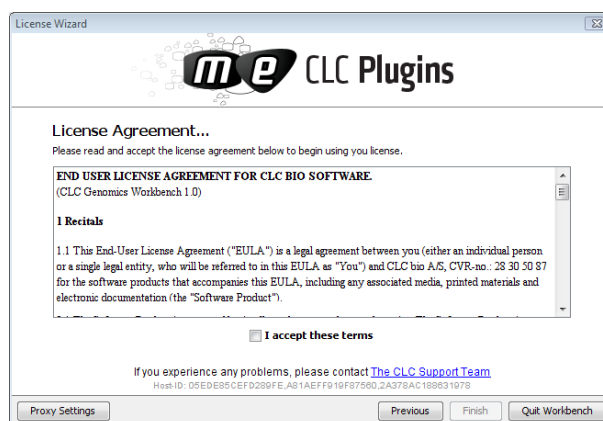 License Wizard
me CLC Plugins
License Agreement...
Please read and accept the license agreement below to begin using you license.
END USER LICENSE AGREEMENT FOR CLC BIO SOFTWARE.
(CLC Genomics Workbench 1.0)
1 Recitals
1.1 This End-User License Agreement ("EULA") is a legal agreement between you (either an individual person
or a single legal entity, who will be referred to in this EULA as "You") and CLC bio A/S, CVR-no.: 28 30 50 87
for the software products that accompanies this EULA, including any associated media, printed materials and
electronic documentation (the "Software Product").
I accept these terms
If you experience any problems, please contact The CLC Support Team
Host-ID: 05EDE85CEFD289FE,A81AEFF919F87560,2A378AC188631978
Proxy Settings
Previous
Finish
Quit Workbench